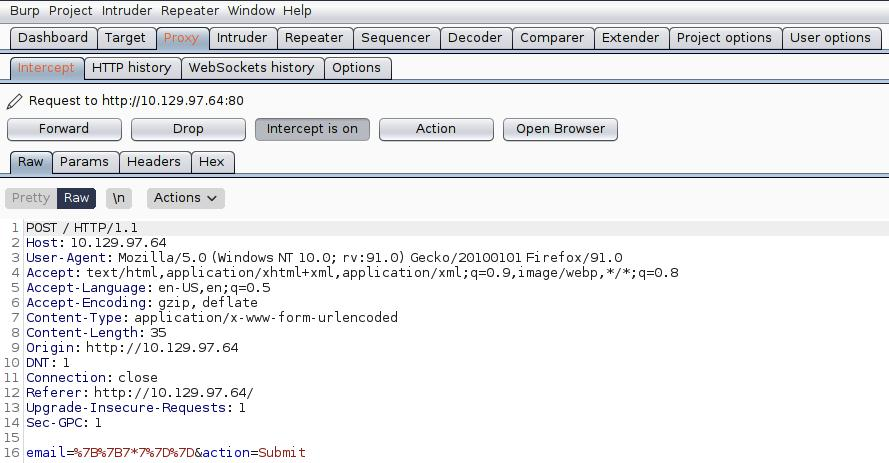 Burp Project Intruder Repeater Window Help
Dashboard Target Proxy Intruder Repeater Sequencer Decoder Comparer Extender Project options User options
Intercept HTTP history WebSockets history Options
Request to http://10.129.97.64:80
Forward Drop Intercept is on Action Open Browser
Raw Params Headers Hex
Pretty Raw \n Actions
1 POST / HTTP/1.1
2 Host: 10.129.97.64
3 User-Agent: Mozilla/5.0 (Windows NT 10.0; rv:91.0) Gecko/20100101 Firefox/91.0
4 Accept: text/html,application/xhtml+xml,application/xml;q=0.9,image/webp,*/*;q=0.8
5 Accept-Language: en-US,en;q=0.5
6 Accept-Encoding: gzip, deflate
7 Content-Type: application/x-www-form-urlencoded
8 Content-Length: 35
9 Origin: http://10.129.97.64
10 DNT: 1
11 Connection: close
12 Referer: http://10.129.97.64/
13 Upgrade-Insecure-Requests: 1
14 Sec-GPC: 1
15
16 email=%7B%7B7*7%7D%7D&action=Submit